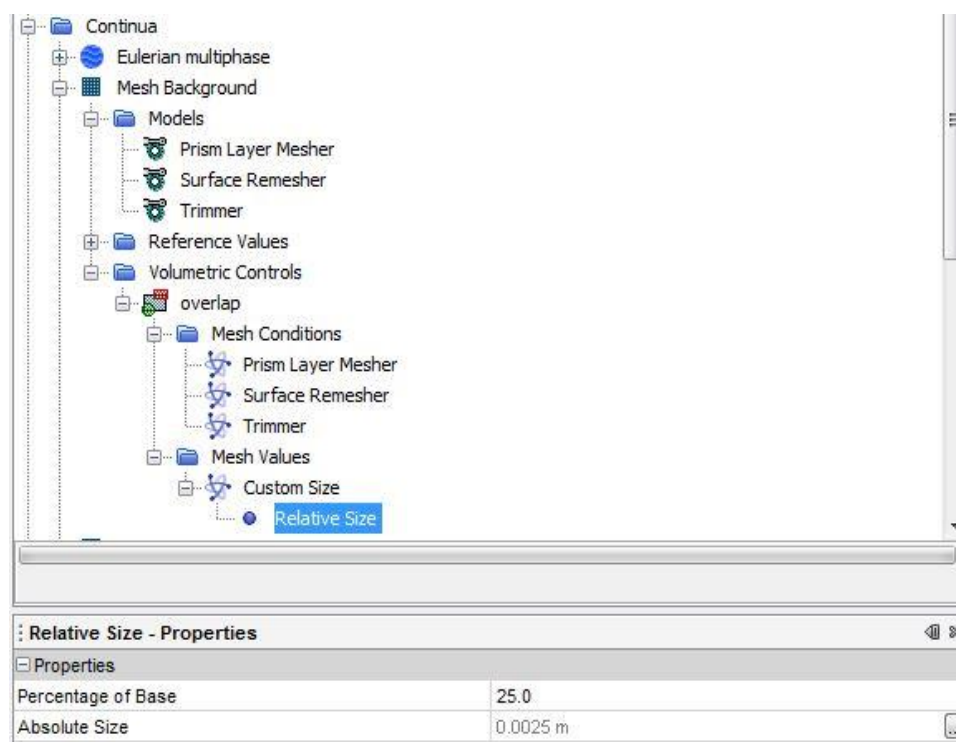 Continua
Eulerian multiphase
Mesh Background
Models
Prism Layer Mesher
Surface Remesher
Trimmer
Reference Values
Volumetric Controls
overlap
Mesh Conditions
Prism Layer Mesher
Surface Remesher
Trimmer
Mesh Values
Custom Size
Relative Size
Relative Size - Properties
Properties
Percentage of Base 25.0
Absolute Size 0.0025 m